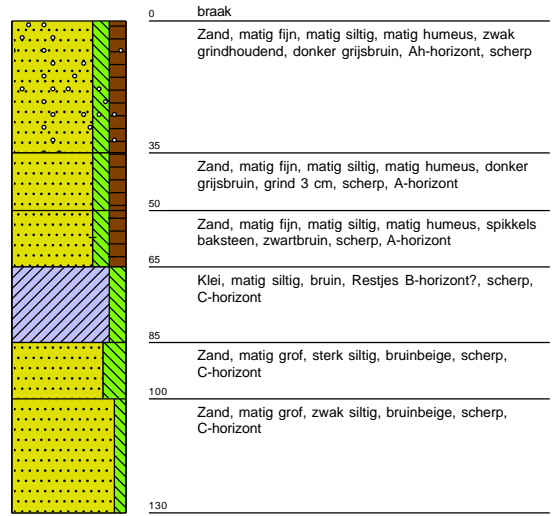 0
braak
Zand, matig fijn, matig siltig, matig humeus, zwak
grindhoudend, donker grijsbruin, Ah-horizont, scherp
35
Zand, matig fijn, matig siltig, matig humeus, donker
grijsbruin, grind 3 cm, scherp, A-horizont
50
Zand, matig fijn, matig siltig, matig humeus, spikkels
baksteen, zwartbruin, scherp, A-horizont
65
Klei, matig siltig, bruin, Restjes B-horizont?, scherp,
C-horizont
85
Zand, matig grof, sterk siltig, bruinbeige, scherp,
C-horizont
100
Zand, matig grof, zwak siltig, bruinbeige, scherp,
C-horizont
130